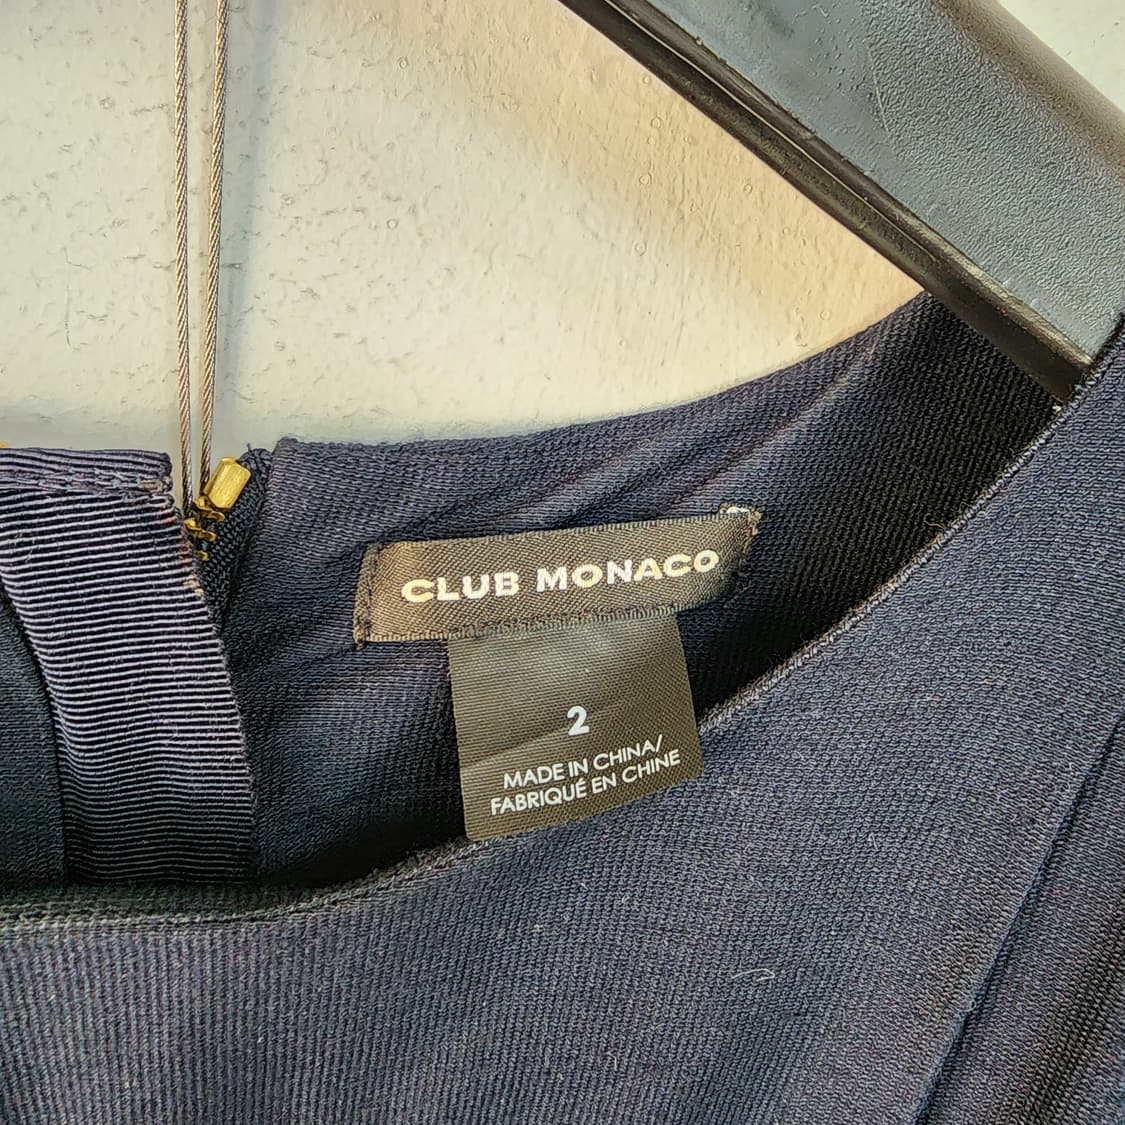 CLUB MONACO
2
MADE IN CHINA/
FABRIQUÉ EN CHINE